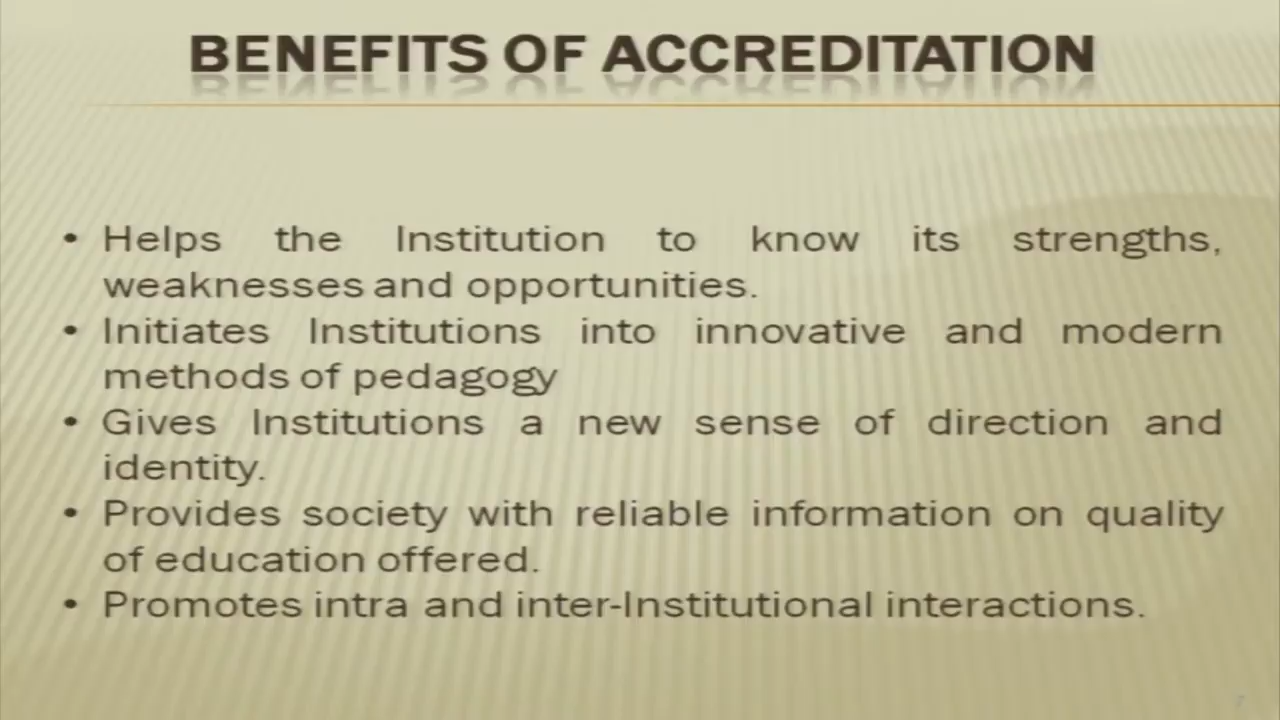 BENEFITS OF ACCREDITATION
• Helps the Institution to know its strengths,
weaknesses and opportunities.
• Initiates Institutions into innovative and modern
methods of pedagogy
• Gives Institutions a new sense of direction and
identity.
• Provides society with reliable information on quality
of education offered.
• Promotes intra and inter-Institutional interactions.
7